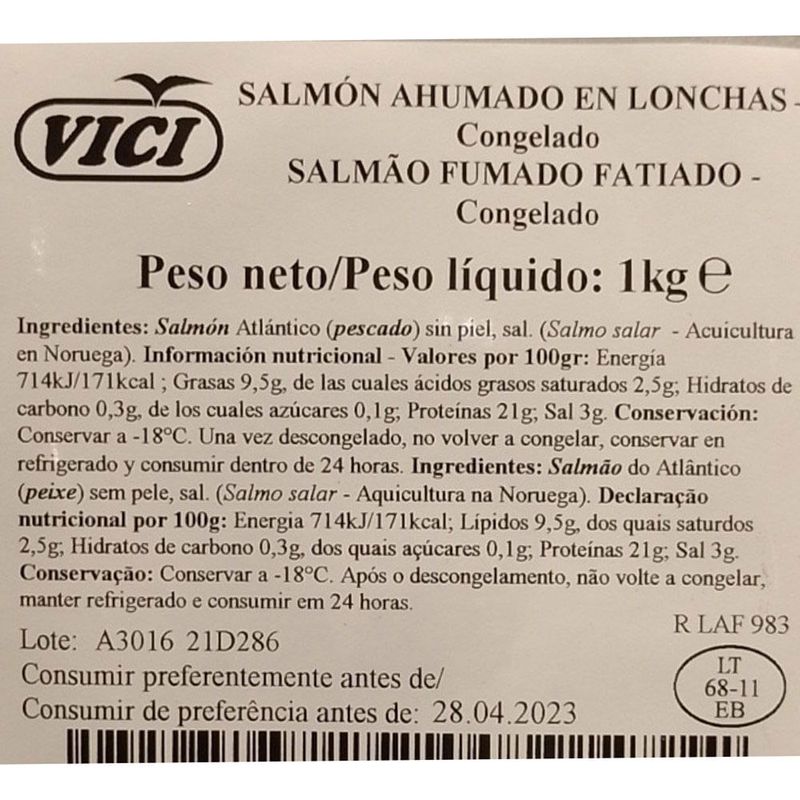 VICI
SALMÓN AHUMADO EN LONCHAS -
Congelado
SALMÃO FUMADO FATIADO -
Congelado
Peso neto/Peso líquido: 1kg ℮
Ingredientes: Salmón Atlántico (pescado) sin piel, sal. (Salmo salar - Acuicultura
en Noruega). Información nutricional - Valores por 100gr: Energía
714kJ/171kcal ; Grasas 9,5g, de las cuales ácidos grasos saturados 2,5g; Hidratos de
carbono 0,3g, de los cuales azúcares 0,1g; Proteínas 21g; Sal 3g. Conservación:
Conservar a -18°C. Una vez descongelado, no volver a congelar, conservar en
refrigerado y consumir dentro de 24 horas. Ingredientes: Salmão do Atlântico
(peixe) sem pele, sal. (Salmo salar - Aquicultura na Noruega). Declaração
nutricional por 100g: Energia 714kJ/171kcal; Lípidos 9,5g, dos quais saturdos
2,5g; Hidratos de carbono 0,3g, dos quais açúcares 0,1g; Proteínas 21g; Sal 3g.
Conservação: Conservar a -18°C. Após o descongelamento, não volte a congelar,
manter refrigerado e consumir em 24 horas.
R LAF 983
Lote: A3016 21D286
Consumir preferentemente antes de/
Consumir de preferência antes de: 28.04.2023
LT
68-11
EB